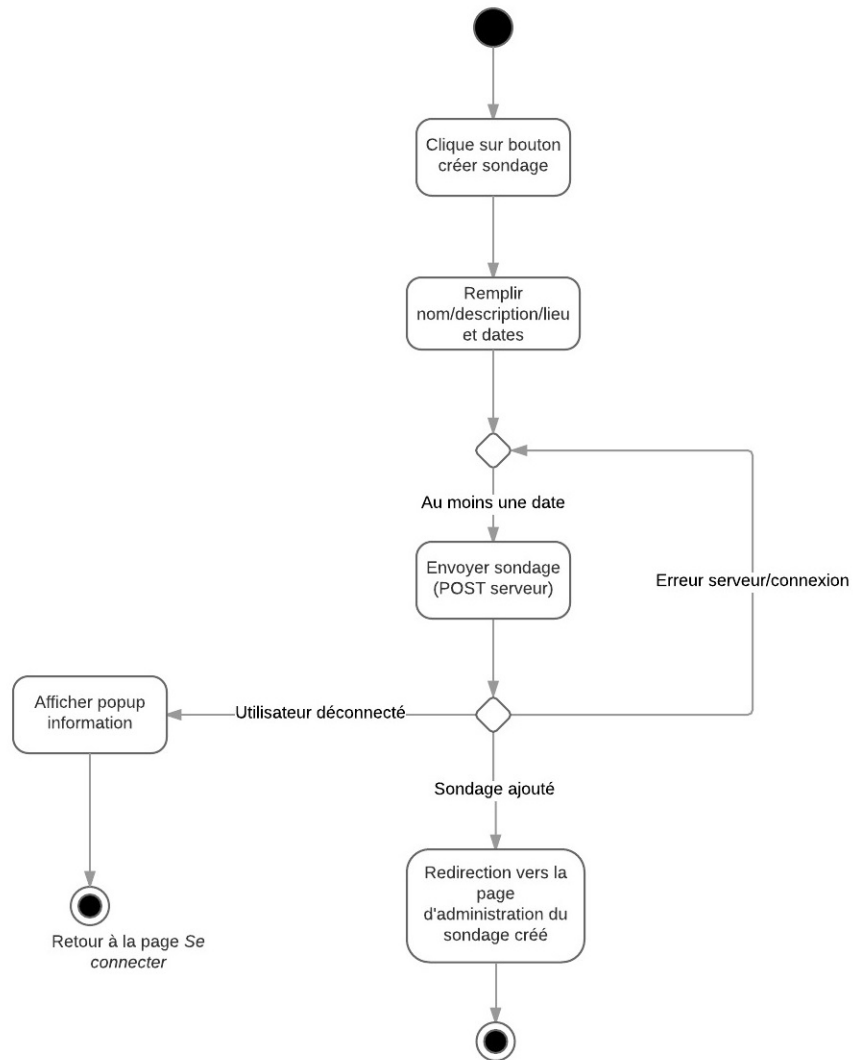 Clique sur bouton
créer sondage
Remplir
nom/description/lieu
et dates
Au moins une date
Envoyer sondage
(POST serveur)
Erreur serveur/connexion
Afficher popup
information
Utilisateur déconnecté
Sondage ajouté
Redirection vers la
page
d'administration du
sondage créé
Retour à la page Se
connecter